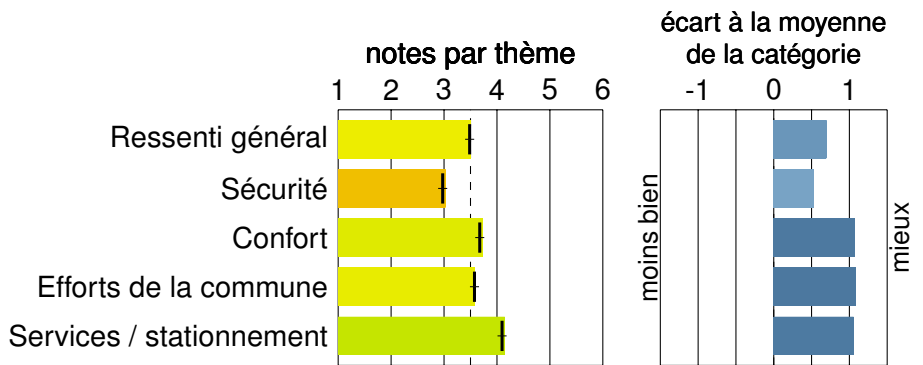 notes par thème
1 2 3 4 5 6
Ressenti général
Sécurité
Confort
Efforts de la commune
Services / stationnement
écart à la moyenne
de la catégorie
-1 0 1
moins bien
mieux